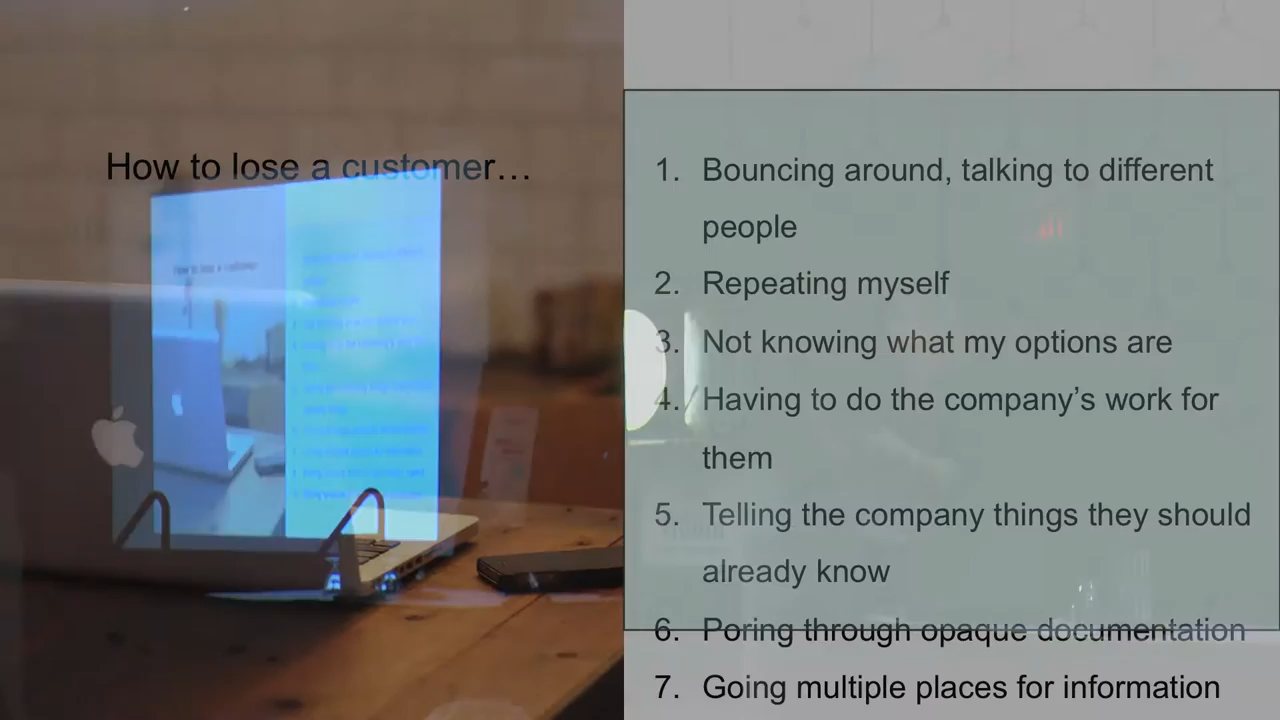 How to lose a customer…
1. Bouncing around, talking to different
people
2. Repeating myself
3. Not knowing what my options are
4. Having to do the company’s work for
them
5. Telling the company things they should
already know
6. Poring through opaque documentation
7. Going multiple places for information